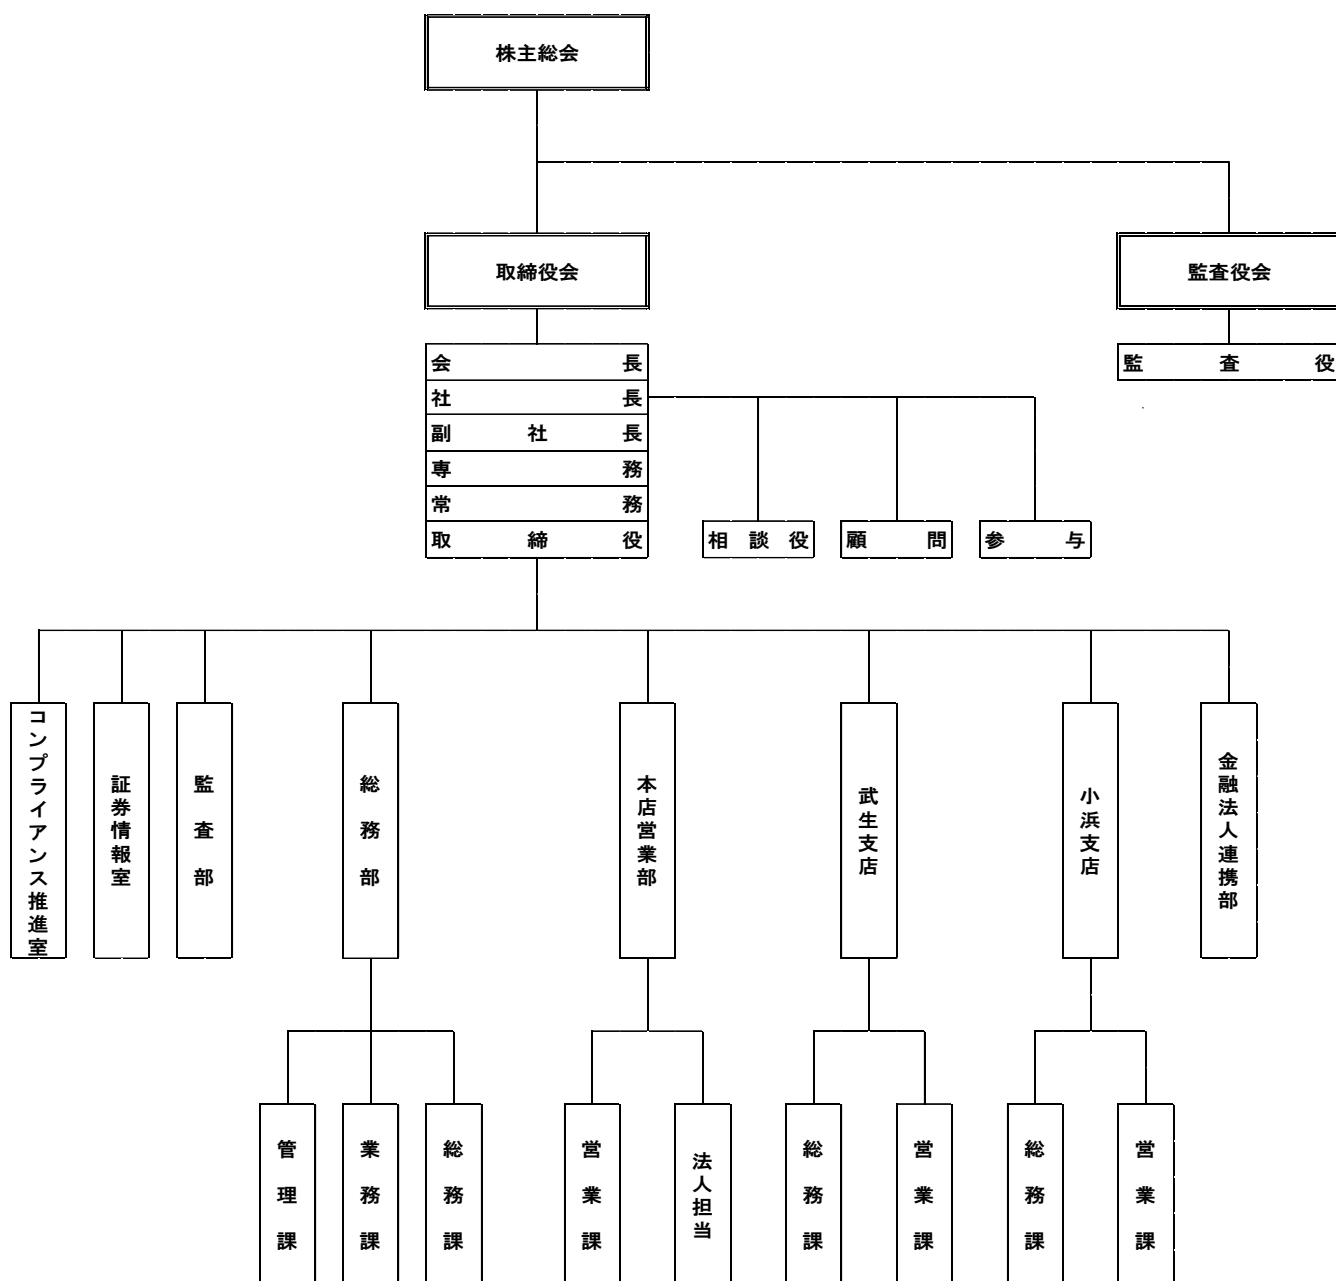 株主総会
取締役会
監査役会
会長
社長
副社長
専務
常務
取締役
監査役
相談役
顧問
参与
コンプライアンス推進室
証券情報室
監査部
総務部
本店営業部
武生支店
小浜支店
金融法人連携部
管理課
業務課
総務課
営業課
法人担当
総務課
営業課
総務課
営業課